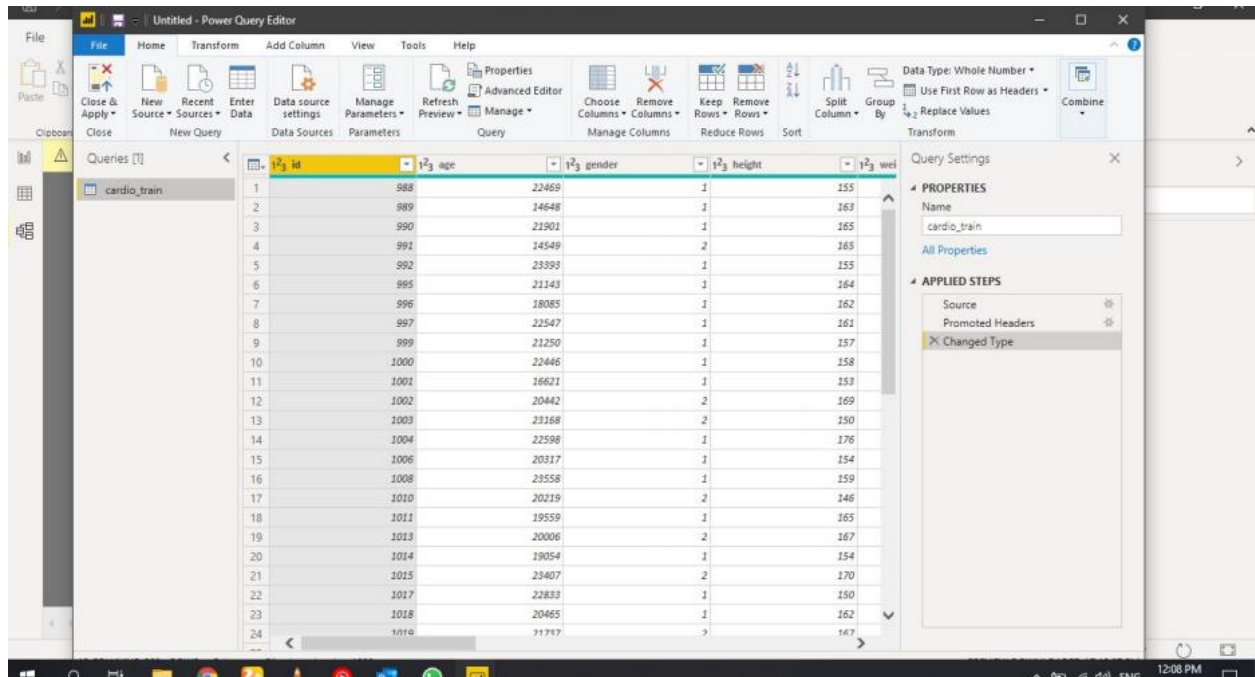 Untitled - Power Query Editor
File
File Home Transform Add Column View Tools Help
Paste
Close & Apply
New Source
Recent Sources
Enter Data
Data source settings
Manage Parameters
Refresh Preview
Properties
Advanced Editor
Manage
Choose Columns
Remove Columns
Keep Rows
Remove Rows
Split Column
Group By
Data Type: Whole Number
Use First Row as Headers
Replace Values
Combine
Close New Query Data Sources Parameters Query Manage Columns Reduce Rows Sort Transform
Queries [1]
cardio_train
id age gender height wei
1 988 22469 1 155
2 989 14648 1 163
3 990 21901 1 165
4 991 14549 2 165
5 992 23393 1 155
6 995 21143 1 164
7 996 18085 1 162
8 997 22547 1 161
9 999 21250 1 157
10 1000 22446 1 158
11 1001 16621 1 153
12 1002 20442 2 169
13 1003 23168 2 150
14 1004 22598 1 176
15 1006 20317 1 154
16 1008 23558 1 159
17 1010 20219 2 146
18 1011 19559 1 165
19 1013 20006 2 167
20 1014 19054 1 154
21 1015 23407 2 170
22 1017 22833 1 150
23 1018 20465 1 162
24 1019 21737 2 167
Query Settings
PROPERTIES
Name
cardio_train
All Properties
APPLIED STEPS
Source
Promoted Headers
Changed Type
ENG
12:08 PM